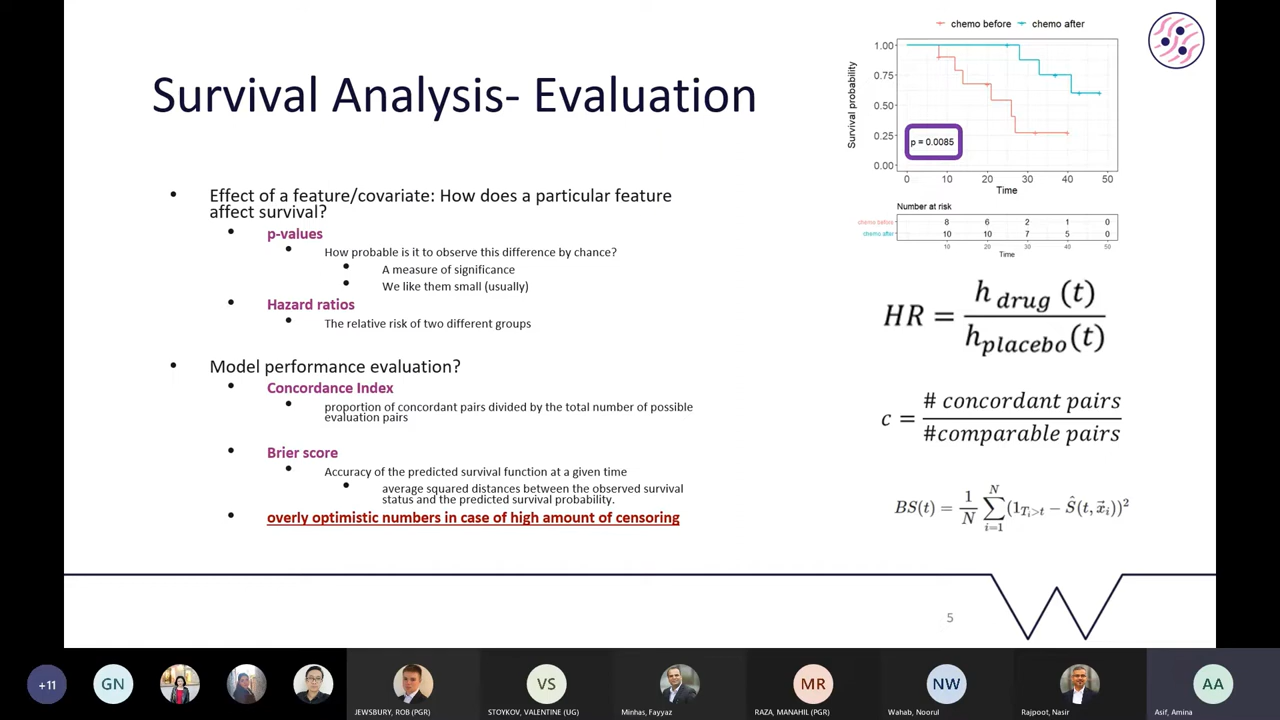 Survival Analysis- Evaluation
• Effect of a feature/covariate: How does a particular feature
affect survival?
• p-values
• How probable is it to observe this difference by chance?
• A measure of significance
• We like them small (usually)
• Hazard ratios
• The relative risk of two different groups
• Model performance evaluation?
• Concordance Index
• proportion of concordant pairs divided by the total number of possible
evaluation pairs
• Brier score
• Accuracy of the predicted survival function at a given time
• average squared distances between the observed survival
status and the predicted survival probability.
• overly optimistic numbers in case of high amount of censoring
chemo before chemo after
Survival probability
1.00
0.75
0.50
0.25
0.00
p = 0.0085
0 10 20 30 40 50
Time
Number at risk
chemo before 8 6 2 1 0
chemo after 10 10 7 5 0
10 20 30 40 50
Time
HR = h drug (t) / h placebo (t)
c = # concordant pairs / #comparable pairs
BS(t) = 1/N ∑ i=1 N (1 T_i>t − Ŝ(t, x⃗_i))²
5
+11
GN
JEWSBURY, ROB (PGR)
VS
STOYKOV, VALENTINE (UG)
Minhas, Fayyaz
MR
RAZA, MANAHIL (PGR)
NW
Wahab, Noorul
Rajpoot, Nasir
AA
Asif, Amina